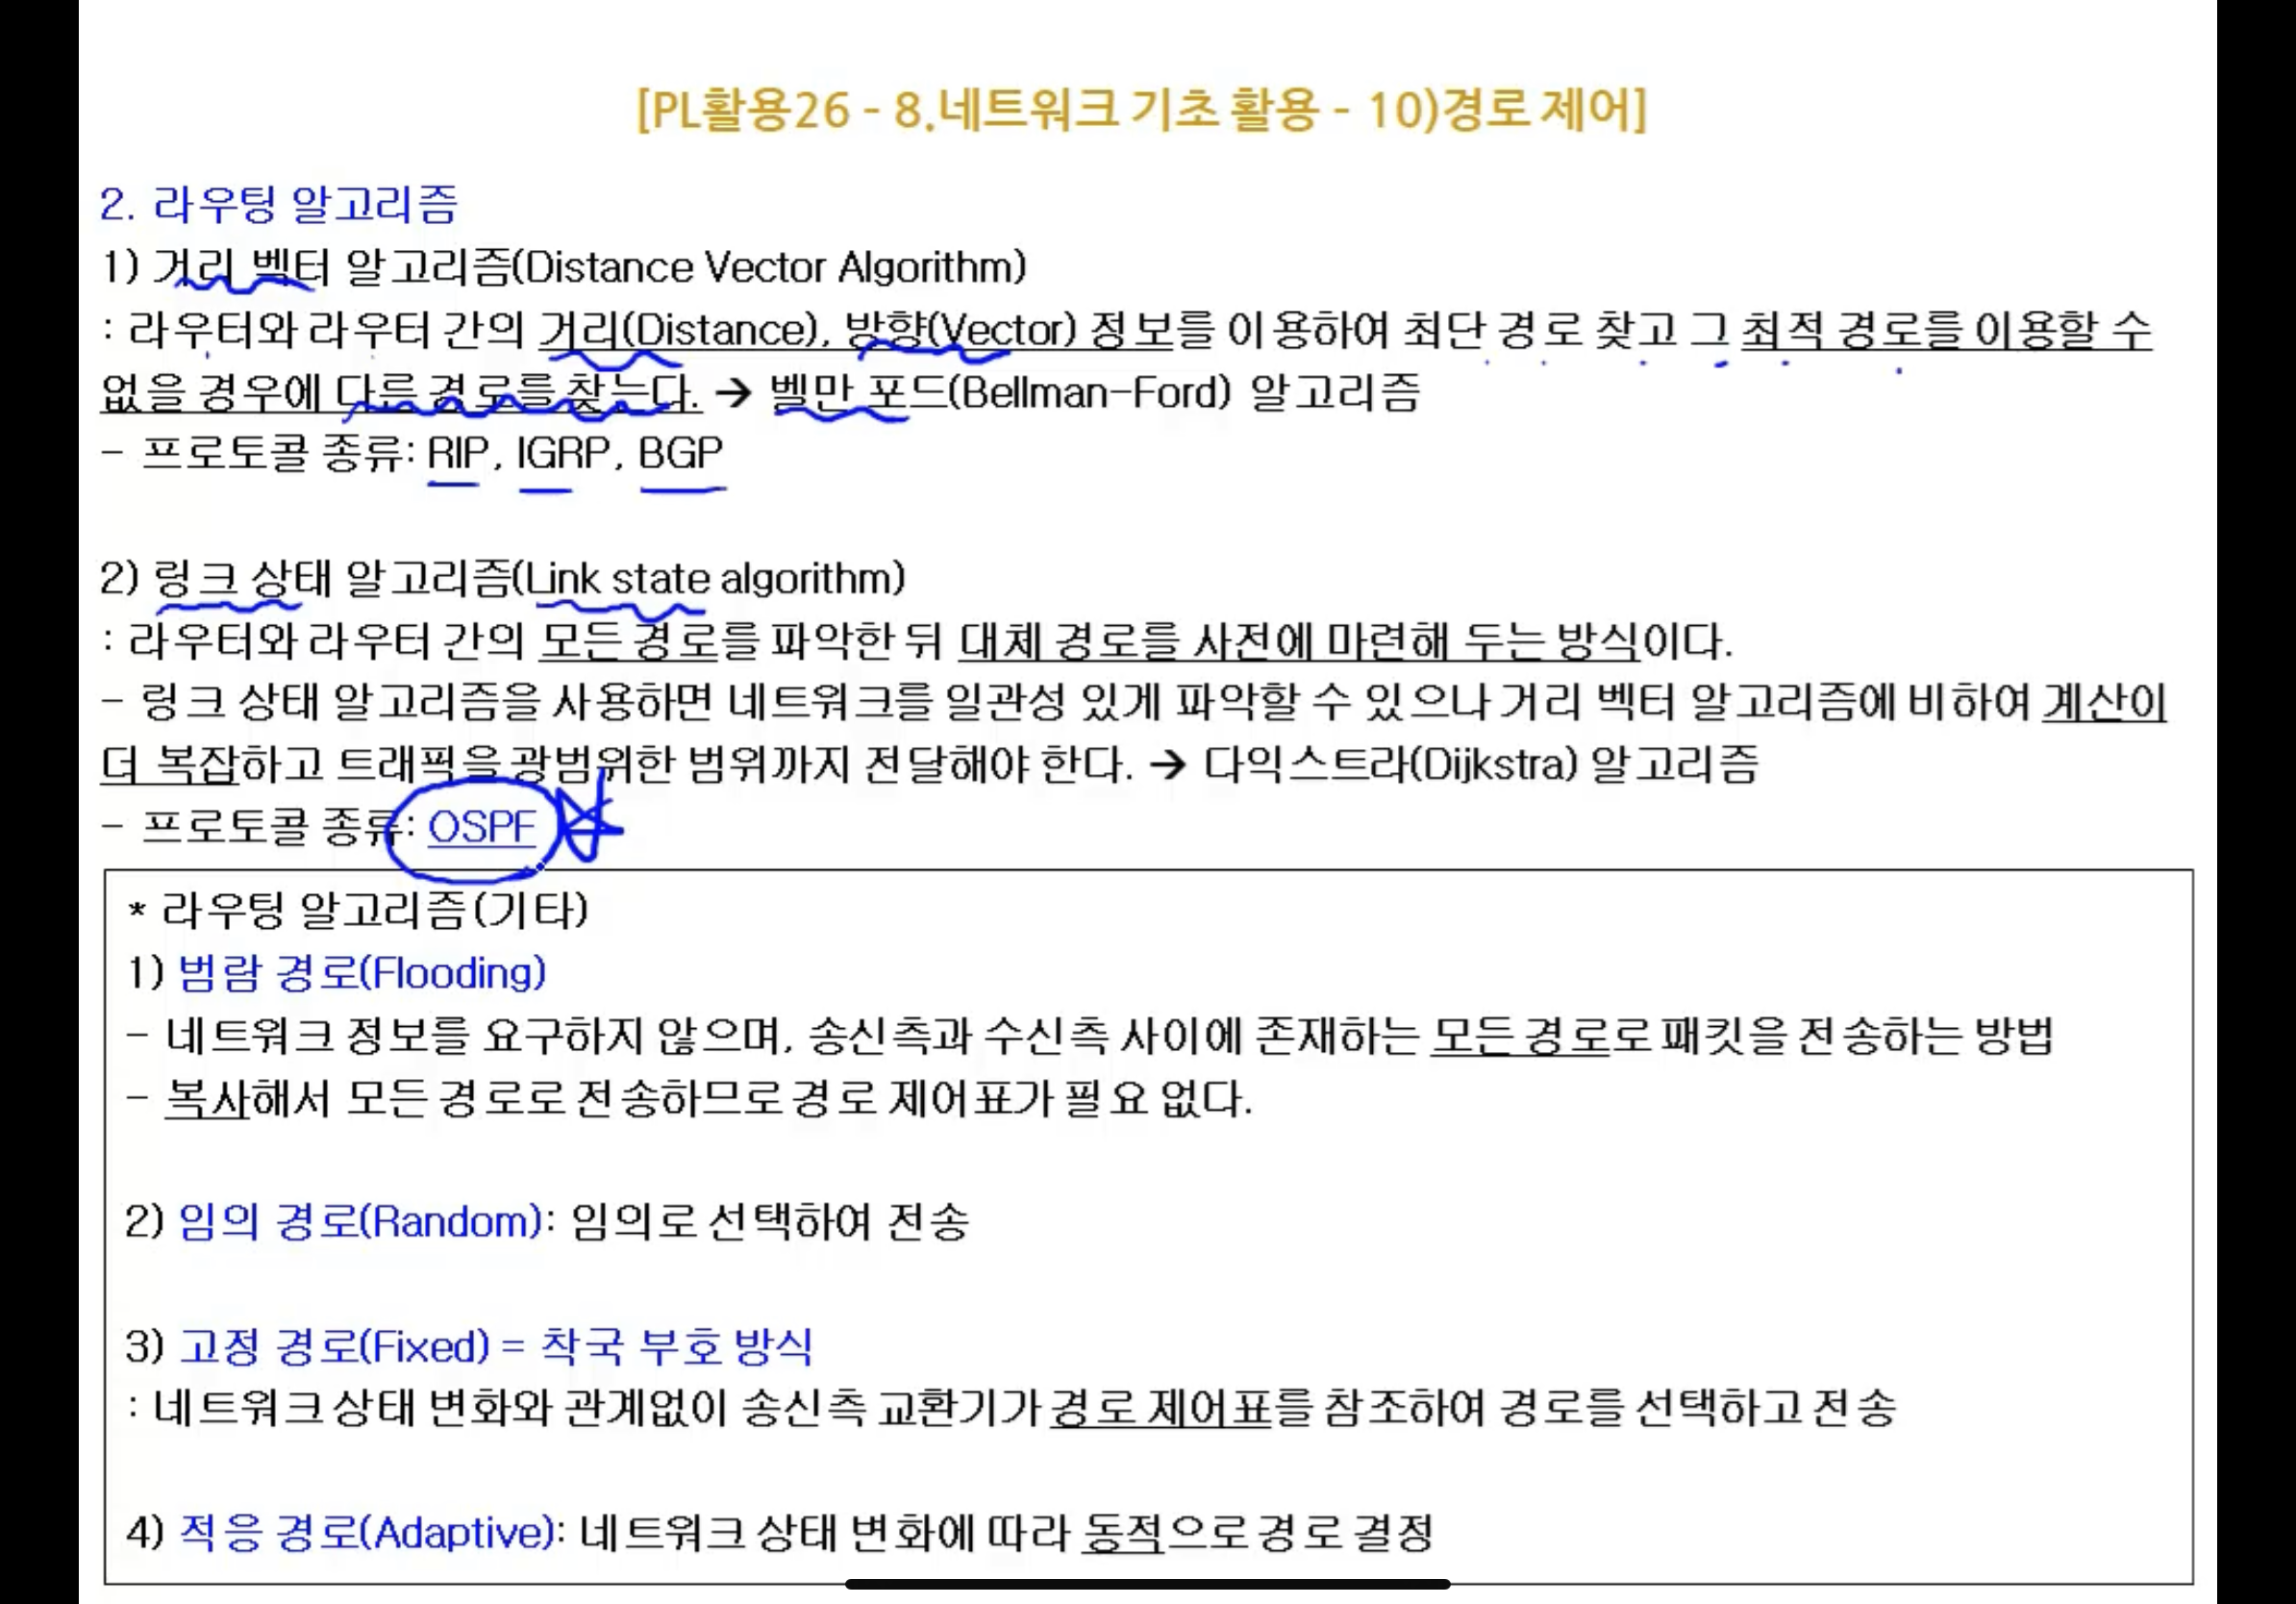 [PL활용26 - 8.네트워크 기초 활용 - 10)경로 제어]
2. 라우팅 알고리즘
1) 거리 벡터 알고리즘(Distance Vector Algorithm)
: 라우터와 라우터 간의 거리(Distance), 방향(Vector) 정보를 이용하여 최단 경로 찾고 그 최적 경로를 이용할 수
없을 경우에 다른 경로를 찾는다. → 벨만 포드(Bellman-Ford) 알고리즘
- 프로토콜 종류: RIP, IGRP, BGP
2) 링크 상태 알고리즘(Link state algorithm)
: 라우터와 라우터 간의 모든 경로를 파악한 뒤 대체 경로를 사전에 마련해 두는 방식이다.
- 링크 상태 알고리즘을 사용하면 네트워크를 일관성 있게 파악할 수 있으나 거리 벡터 알고리즘에 비하여 계산이
더 복잡하고 트래픽을 광범위한 범위까지 전달해야 한다. → 다익스트라(Dijkstra) 알고리즘
- 프로토콜 종류: OSPF
* 라우팅 알고리즘(기타)
1) 범람 경로(Flooding)
- 네트워크 정보를 요구하지 않으며, 송신측과 수신측 사이에 존재하는 모든 경로로 패킷을 전송하는 방법
- 복사해서 모든 경로로 전송하므로 경로 제어표가 필요 없다.
2) 임의 경로(Random): 임의로 선택하여 전송
3) 고정 경로(Fixed) = 착국 부호 방식
: 네트워크 상태 변화와 관계없이 송신측 교환기가 경로 제어표를 참조하여 경로를 선택하고 전송
4) 적응 경로(Adaptive): 네트워크 상태 변화에 따라 동적으로 경로 결정